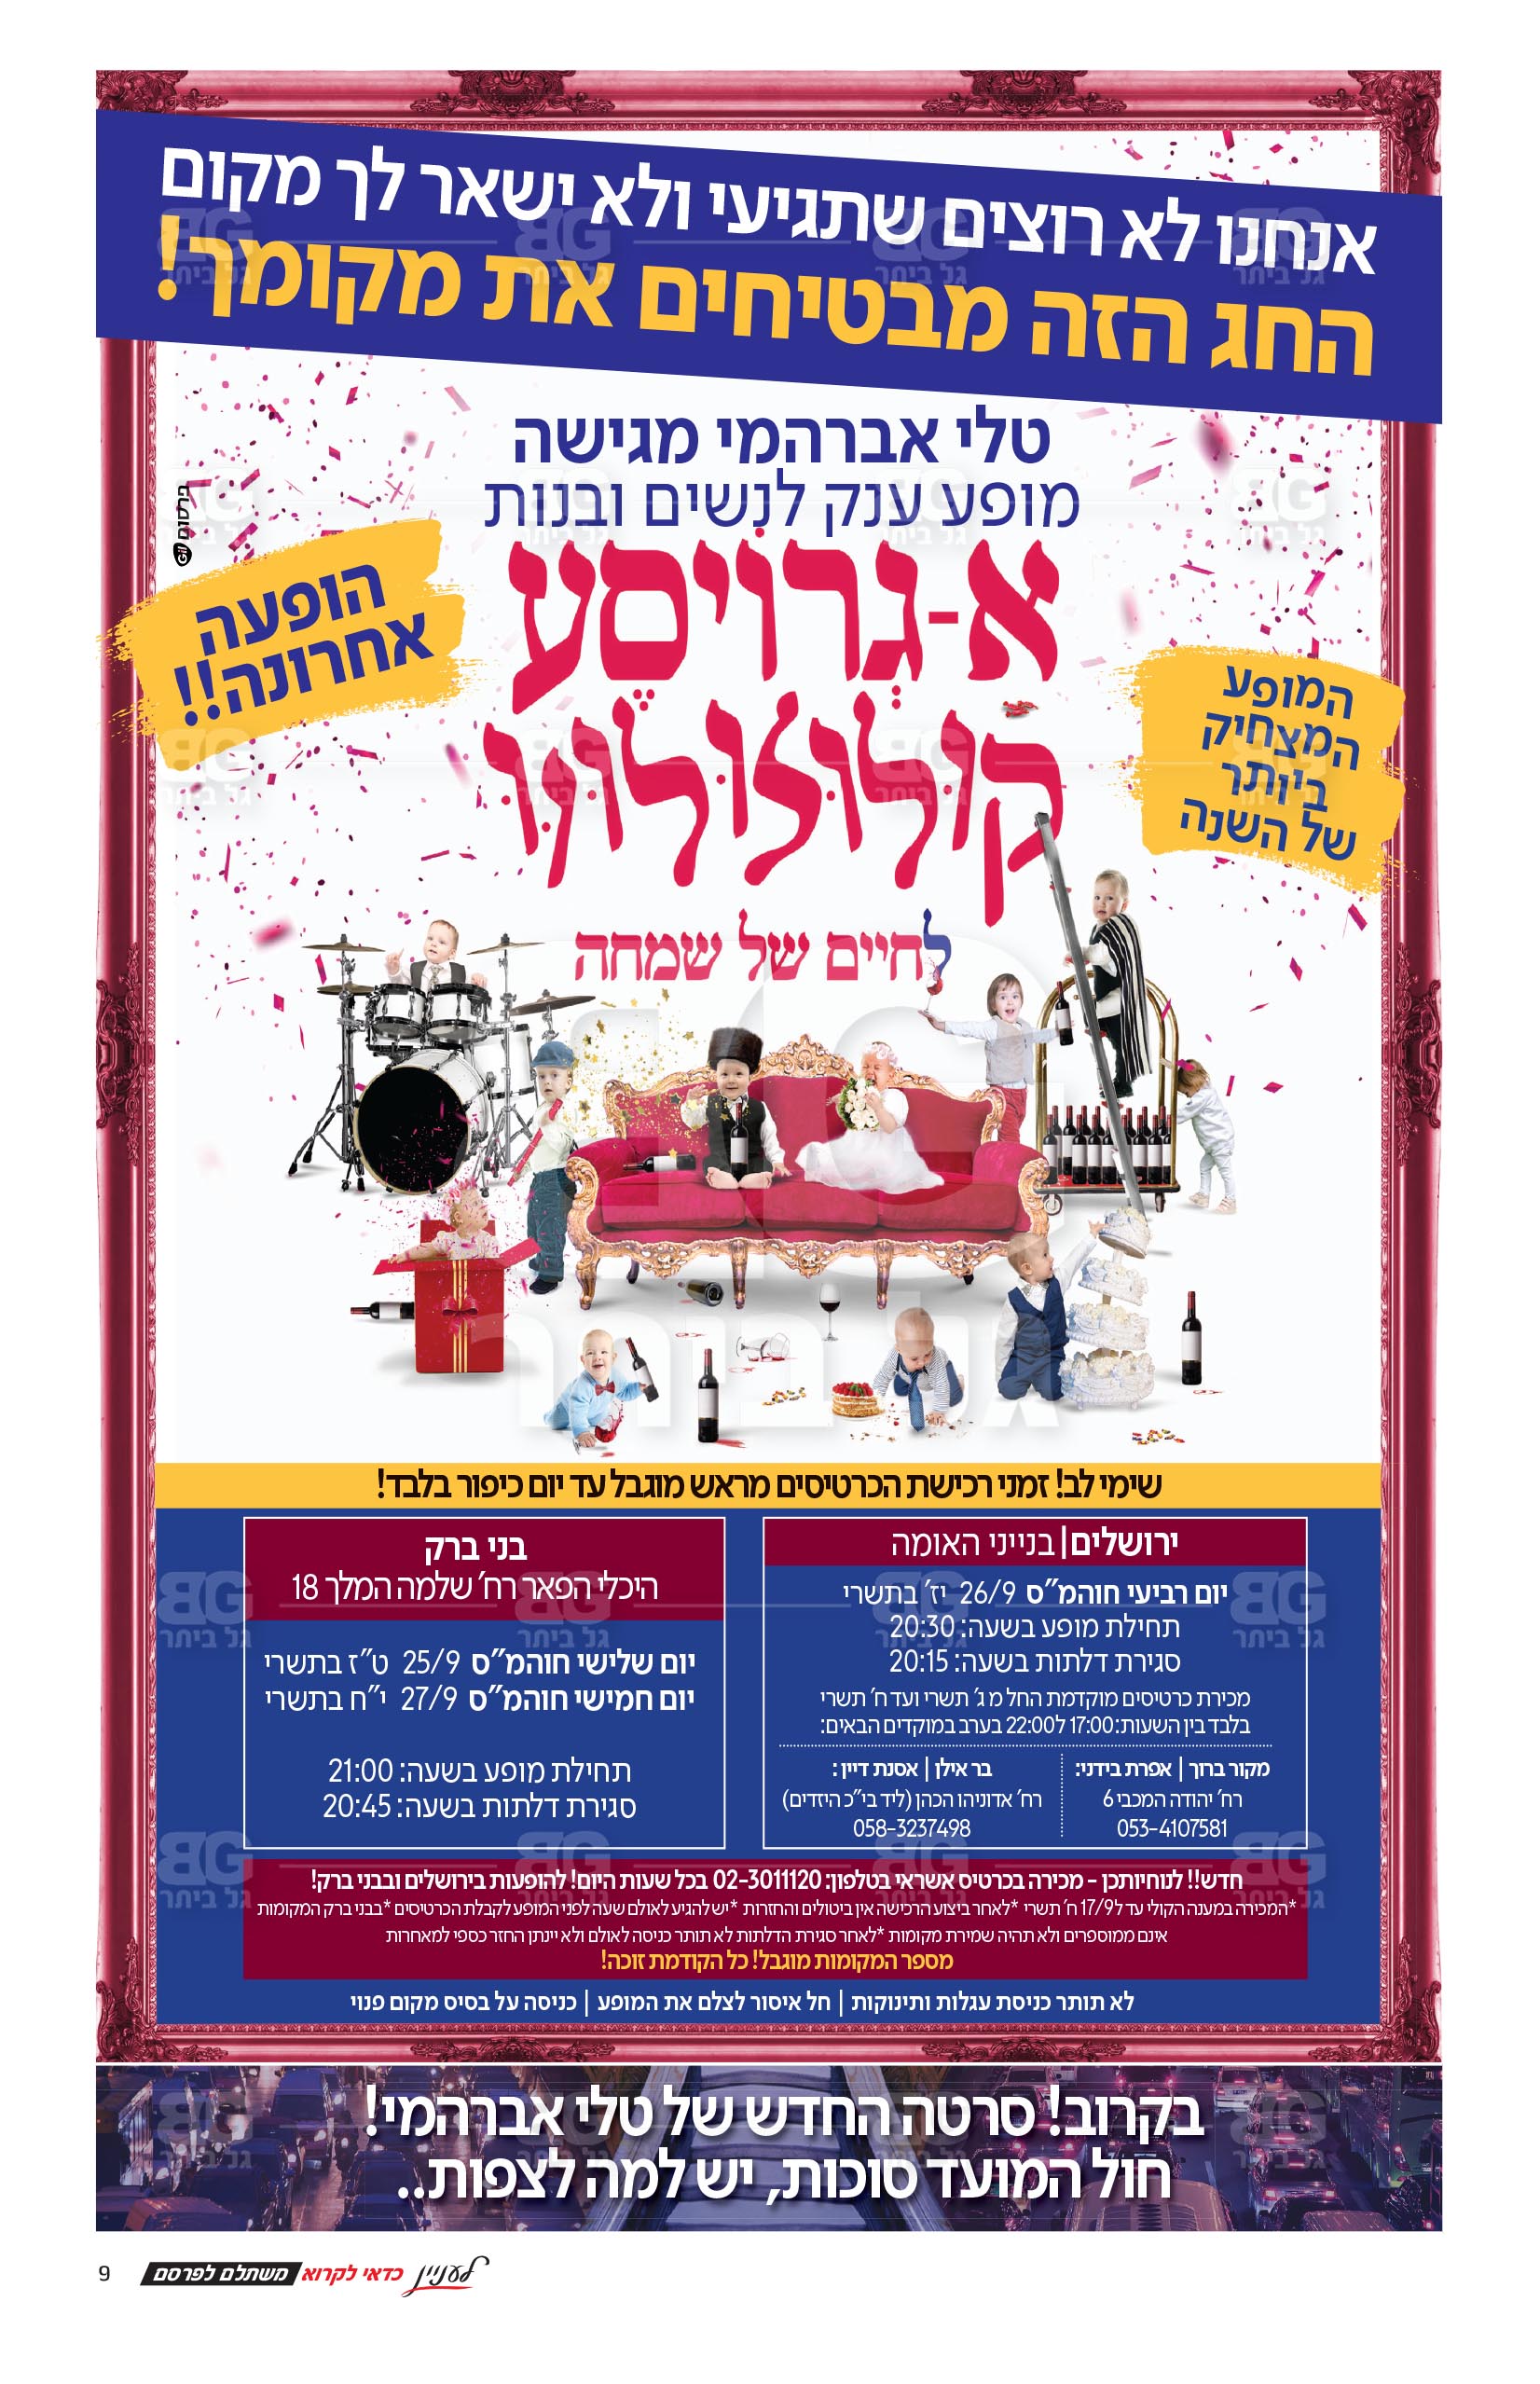 אנחנו לא רוצים שתגיעי ולא ישאר לך מקום
החג הזה מבטיחים את מקומך!
טלי אברהמי מגישה
מופע ענק לנשים ובנות
פרסום Gil
א-גְרוֹיסֶע
קולולולו
לחיים של שמחה
הופעה
אחרונה!!
המופע
המצחיק
ביותר
של השנה
שימי לב! זמני רכישת הכרטיסים מראש מוגבל עד יום כיפור בלבד!
ירושלים|בנייני האומה
יום רביעי חוהמ"ס 26/9 יז' בתשרי
תחילת מופע בשעה: 20:30
סגירת דלתות בשעה: 20:15
מכירת כרטיסים מוקדמת החל מ ג' תשרי ועד ח' תשרי
בלבד בין השעות: 17:00 ל22:00 בערב במוקדים הבאים:
מקור ברוך | אפרת בידני:
רח' יהודה המכבי 6
053-4107581
בר אילן | אסנת דיין :
רח' אדוניהו הכהן (ליד בי"כ היזדים)
058-3237498
בני ברק
היכלי הפאר רח' שלמה המלך 18
יום שלישי חוהמ"ס 25/9 ט"ז בתשרי
יום חמישי חוהמ"ס 27/9 י"ח בתשרי
תחילת מופע בשעה: 21:00
סגירת דלתות בשעה: 20:45
חדש!! לנוחיותכן - מכירה בכרטיס אשראי בטלפון: 02-3011120 בכל שעות היום! להופעות בירושלים ובבני ברק!
*המכירה במענה הקולי עד ל17/9 ח' תשרי *לאחר ביצוע הרכישה אין ביטולים והחזרות *יש להגיע לאולם שעה לפני המופע לקבלת הכרטיסים *בבני ברק המקומות
אינם ממוספרים ולא תהיה שמירת מקומות *לאחר סגירת הדלתות לא תותר כניסה לאולם ולא יינתן החזר כספי למאחרות
מספר המקומות מוגבל! כל הקודמת זוכה!
לא תותר כניסת עגלות ותינוקות | חל איסור לצלם את המופע | כניסה על בסיס מקום פנוי
בקרוב! סרטה החדש של טלי אברהמי!
חול המועד סוכות, יש למה לצפות..
לעניין כדאי לקרוא משתלם לפרסם
9
BG
גל ביתר